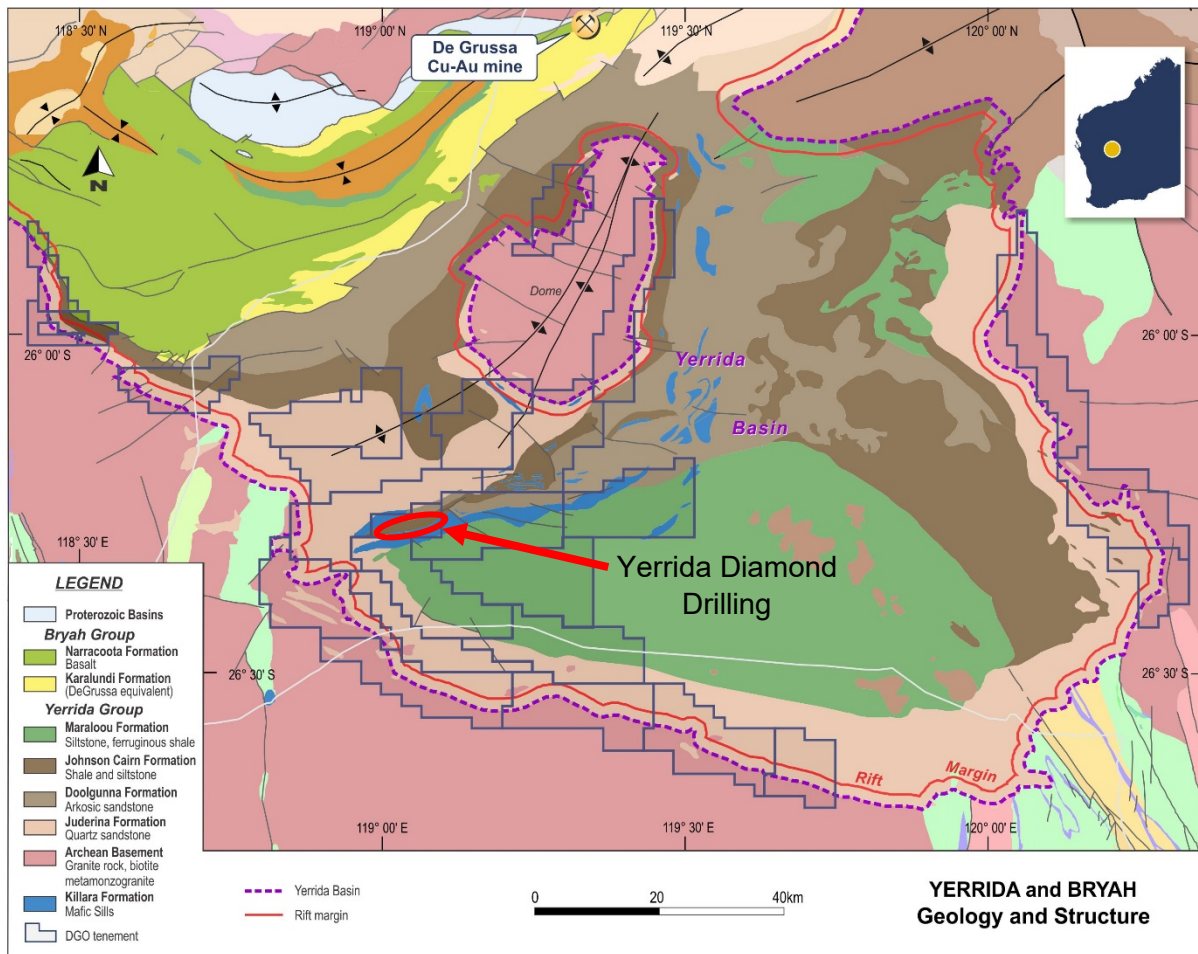 118° 30' N
119° 00' N
119° 30' N
120° 00' N
De Grussa
Cu-Au mine
N
Dome
26° 00' S
26° 00' S
Yerrida
Basin
118° 30' E
Yerrida Diamond
Drilling
26° 30' S
26° 30' S
Rift Margin
119° 00' E
119° 30' E
120° 00' E
LEGEND
Proterozoic Basins
Bryah Group
Narracoota Formation
Basalt
Karalundi Formation
(DeGrussa equivalent)
Yerrida Group
Maraloou Formation
Siltstone, ferruginous shale
Johnson Cairn Formation
Shale and siltstone
Doolgunna Formation
Arkosic sandstone
Juderina Formation
Quartz sandstone
Archean Basement
Granite rock, biotite
metamonzogranite
Killara Formation
Mafic Sills
DGO tenement
Yerrida Basin
Rift margin
0 20 40km
YERRIDA and BRYAH
Geology and Structure